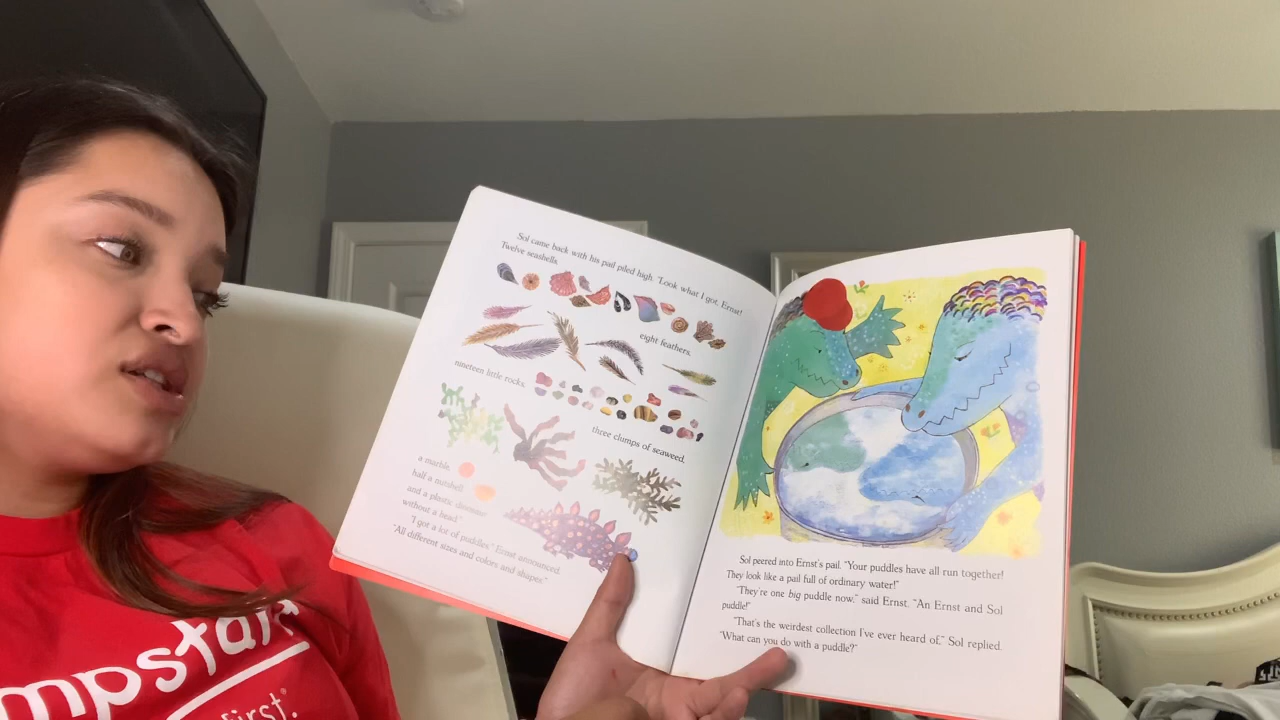 Sol came back with his pail piled high. "Look what I got, Ernst!
Twelve seashells,
eight feathers,
nineteen little rocks,
three clumps of seaweed,
a marble,
half a nutshell,
and a plastic dinosaur
without a head."
"I got a lot of puddles," Ernst announced.
"All different sizes and colors and shapes."
Sol peered into Ernst's pail. "Your puddles have all run together!
They look like a pail full of ordinary water!"
"They're one big puddle now," said Ernst. "An Ernst and Sol
puddle!"
"That's the weirdest collection I've ever heard of," Sol replied.
"What can you do with a puddle?"
mpstart
first.